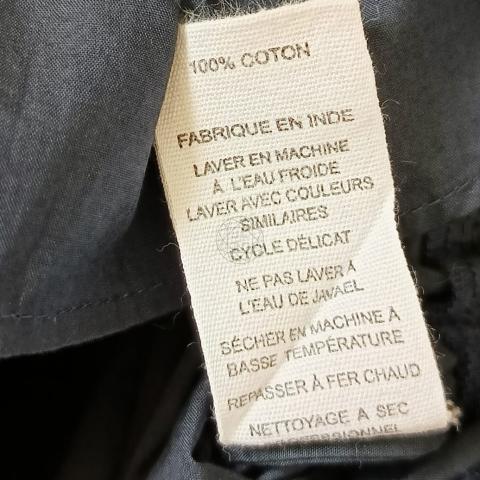 100% COTON
FABRIQUE EN INDE
LAVER EN MACHINE
À L'EAU FROIDE
LAVER AVEC COULEURS
SIMILAIRES
CYCLE DÉLICAT
NE PAS LAVER À
L'EAU DE JAVAEL
SÉCHER EN MACHINE À
BASSE TEMPÉRATURE
REPASSER À FER CHAUD
NETTOYAGE A SEC